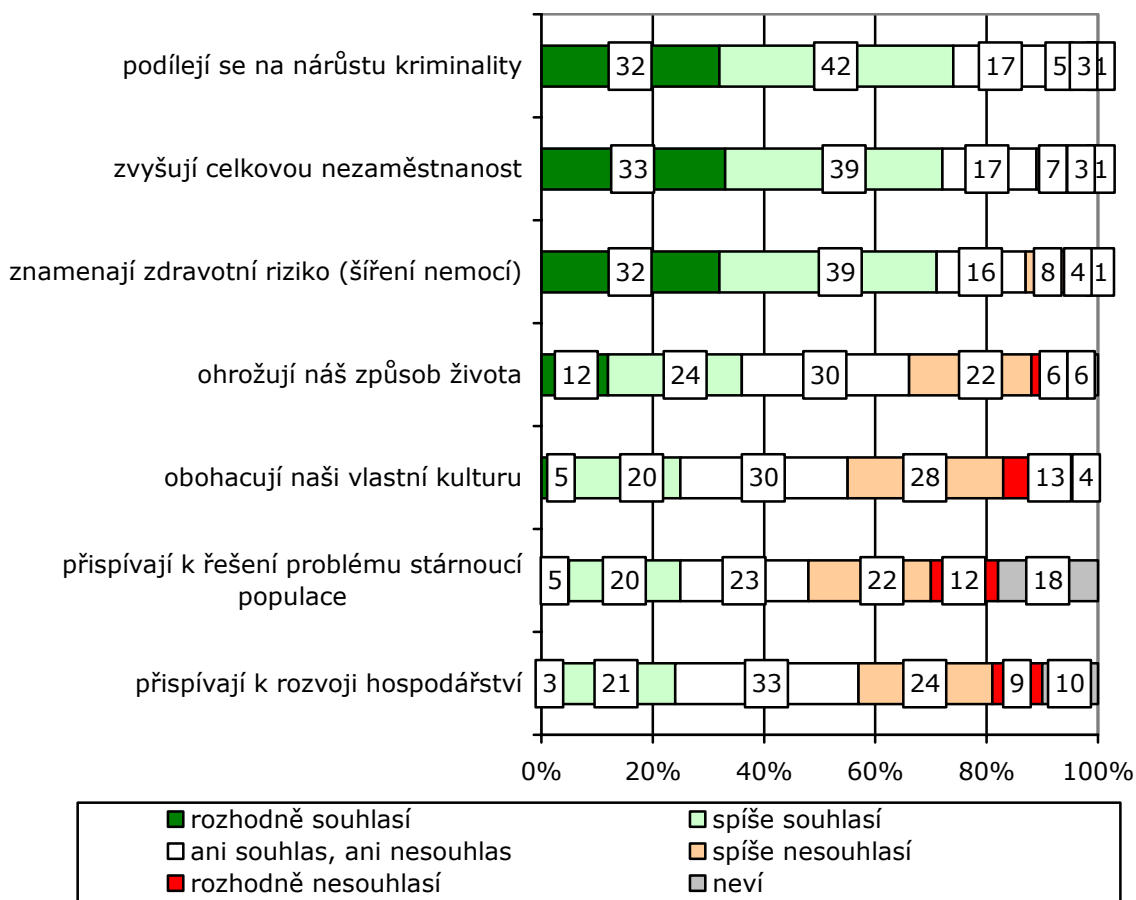 podílejí se na nárůstu kriminality
32 42 17 5 3 1
zvyšují celkovou nezaměstnanost
33 39 17 7 3 1
znamenají zdravotní riziko (šíření nemocí)
32 39 16 8 4 1
ohrožují náš způsob života
12 24 30 22 6 6
obohacují naši vlastní kulturu
5 20 30 28 13 4
přispívají k řešení problému stárnoucí
populace
5 20 23 22 12 18
přispívají k rozvoji hospodářství
3 21 33 24 9 10
0% 20% 40% 60% 80% 100%
rozhodně souhlasí spíše souhlasí
ani souhlas, ani nesouhlas spíše nesouhlasí
rozhodně nesouhlasí neví